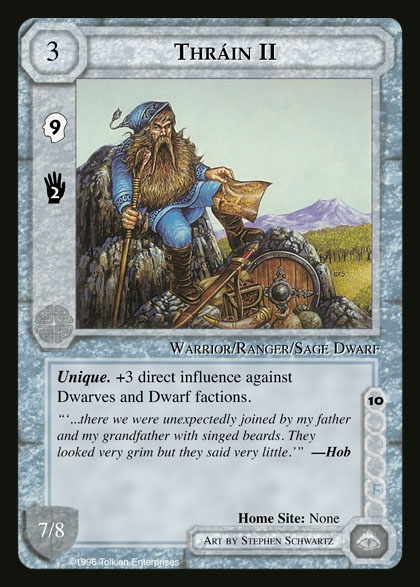 3
THRÁIN II
9
2
SKS
WARRIOR/RANGER/SAGE DWARF
Unique. +3 direct influence against
Dwarves and Dwarf factions.
“‘...there we were unexpectedly joined by my father
and my grandfather with singed beards. They
looked very grim but they said very little.’” —Hob
10
Home Site: None
7/8
ART BY STEPHEN SCHWARTZ
©1996 Tolkien Enterprises